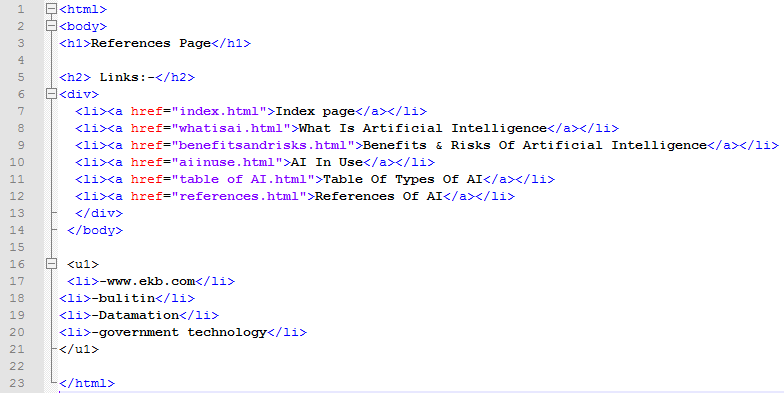 1 <html>
2 <body>
3 <h1>References Page</h1>
4
5 <h2> Links:-</h2>
6 <div>
7 <li><a href="index.html">Index page</a></li>
8 <li><a href="whatisai.html">What Is Artificial Intelligence</a></li>
9 <li><a href="benefitsandrisks.html">Benefits & Risks Of Artificial Intelligence</a></li>
10 <li><a href="aiinuse.html">AI In Use</a></li>
11 <li><a href="table of AI.html">Table Of Types Of AI</a></li>
12 <li><a href="references.html">References Of AI</a></li>
13 </div>
14 </body>
15
16 <u1>
17 <li>-www.ekb.com</li>
18 <li>-bulitin</li>
19 <li>-Datamation</li>
20 <li>-government technology</li>
21 </u1>
22
23 </html>